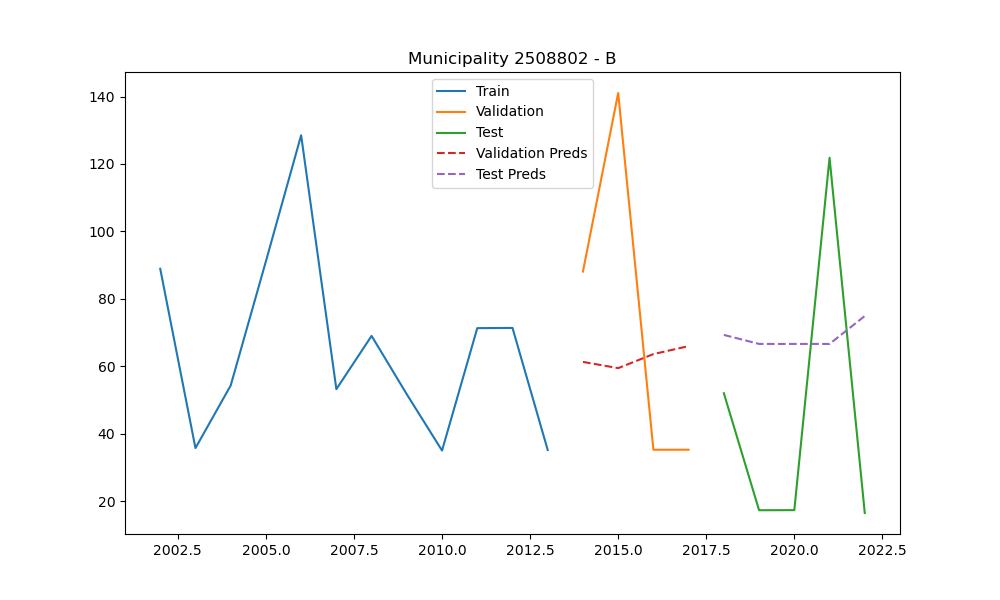 Municipality 2508802 - B
Train
Validation
Test
Validation Preds
Test Preds
140
120
100
80
60
40
20
2002.5 2005.0 2007.5 2010.0 2012.5 2015.0 2017.5 2020.0 2022.5